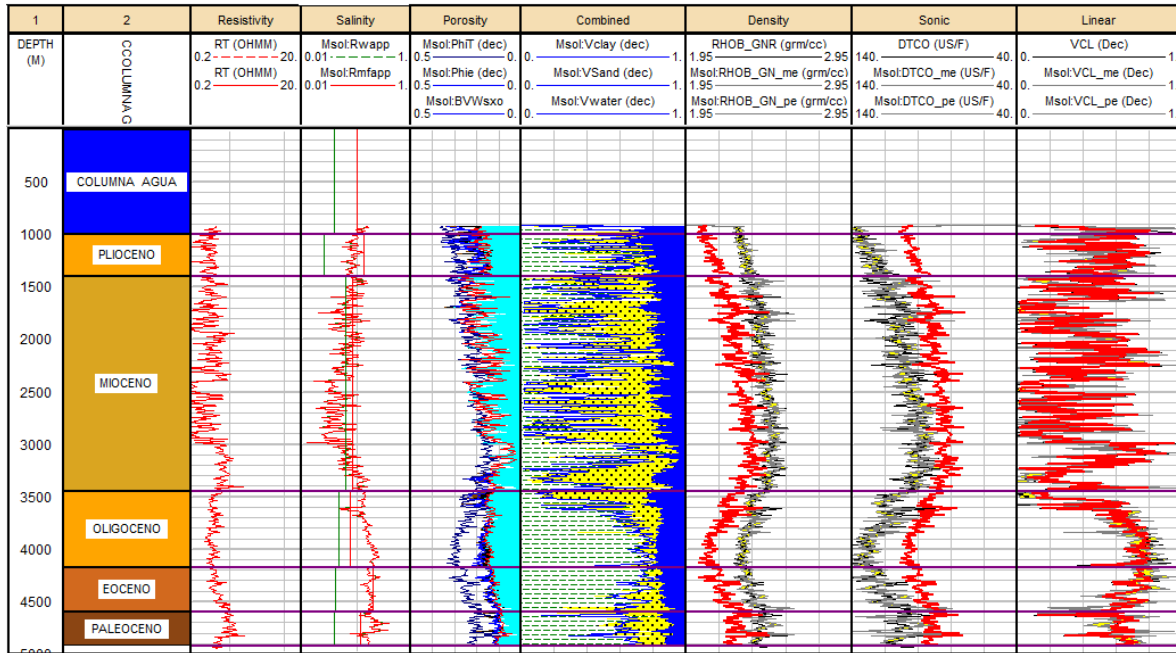 1 2 Resistivity Salinity Porosity Combined Density Sonic Linear
DEPTH (M)
CCOLUMNA G
RT (OHMM)
0.2 20.
RT (OHMM)
0.2 20.
Msol:Rwapp
0.01 1.
Msol:Rmfapp
0.01 1.
Msol:PhiT (dec)
0.5 0.
Msol:Phie (dec)
0.5 0.
Msol:BVWsxo
0.5 0.
Msol:Vclay (dec)
0. 1.
Msol:VSand (dec)
0. 1.
Msol:Vwater (dec)
0. 1.
RHOB_GNR (grm/cc)
1.95 2.95
Msol:RHOB_GN_me (grm/cc)
1.95 2.95
Msol:RHOB_GN_pe (grm/cc)
1.95 2.95
DTCO (US/F)
140. 40.
Msol:DTCO_me (US/F)
140. 40.
Msol:DTCO_pe (US/F)
140. 40.
VCL (Dec)
0. 1.
Msol:VCL_me (Dec)
0. 1.
Msol:VCL_pe (Dec)
0. 1.
500 COLUMNA AGUA
1000
PLIOCENO
1500
2000
MIOCENO
2500
3000
3500
OLIGOCENO
4000
EOCENO
4500
PALEOCENO
5000